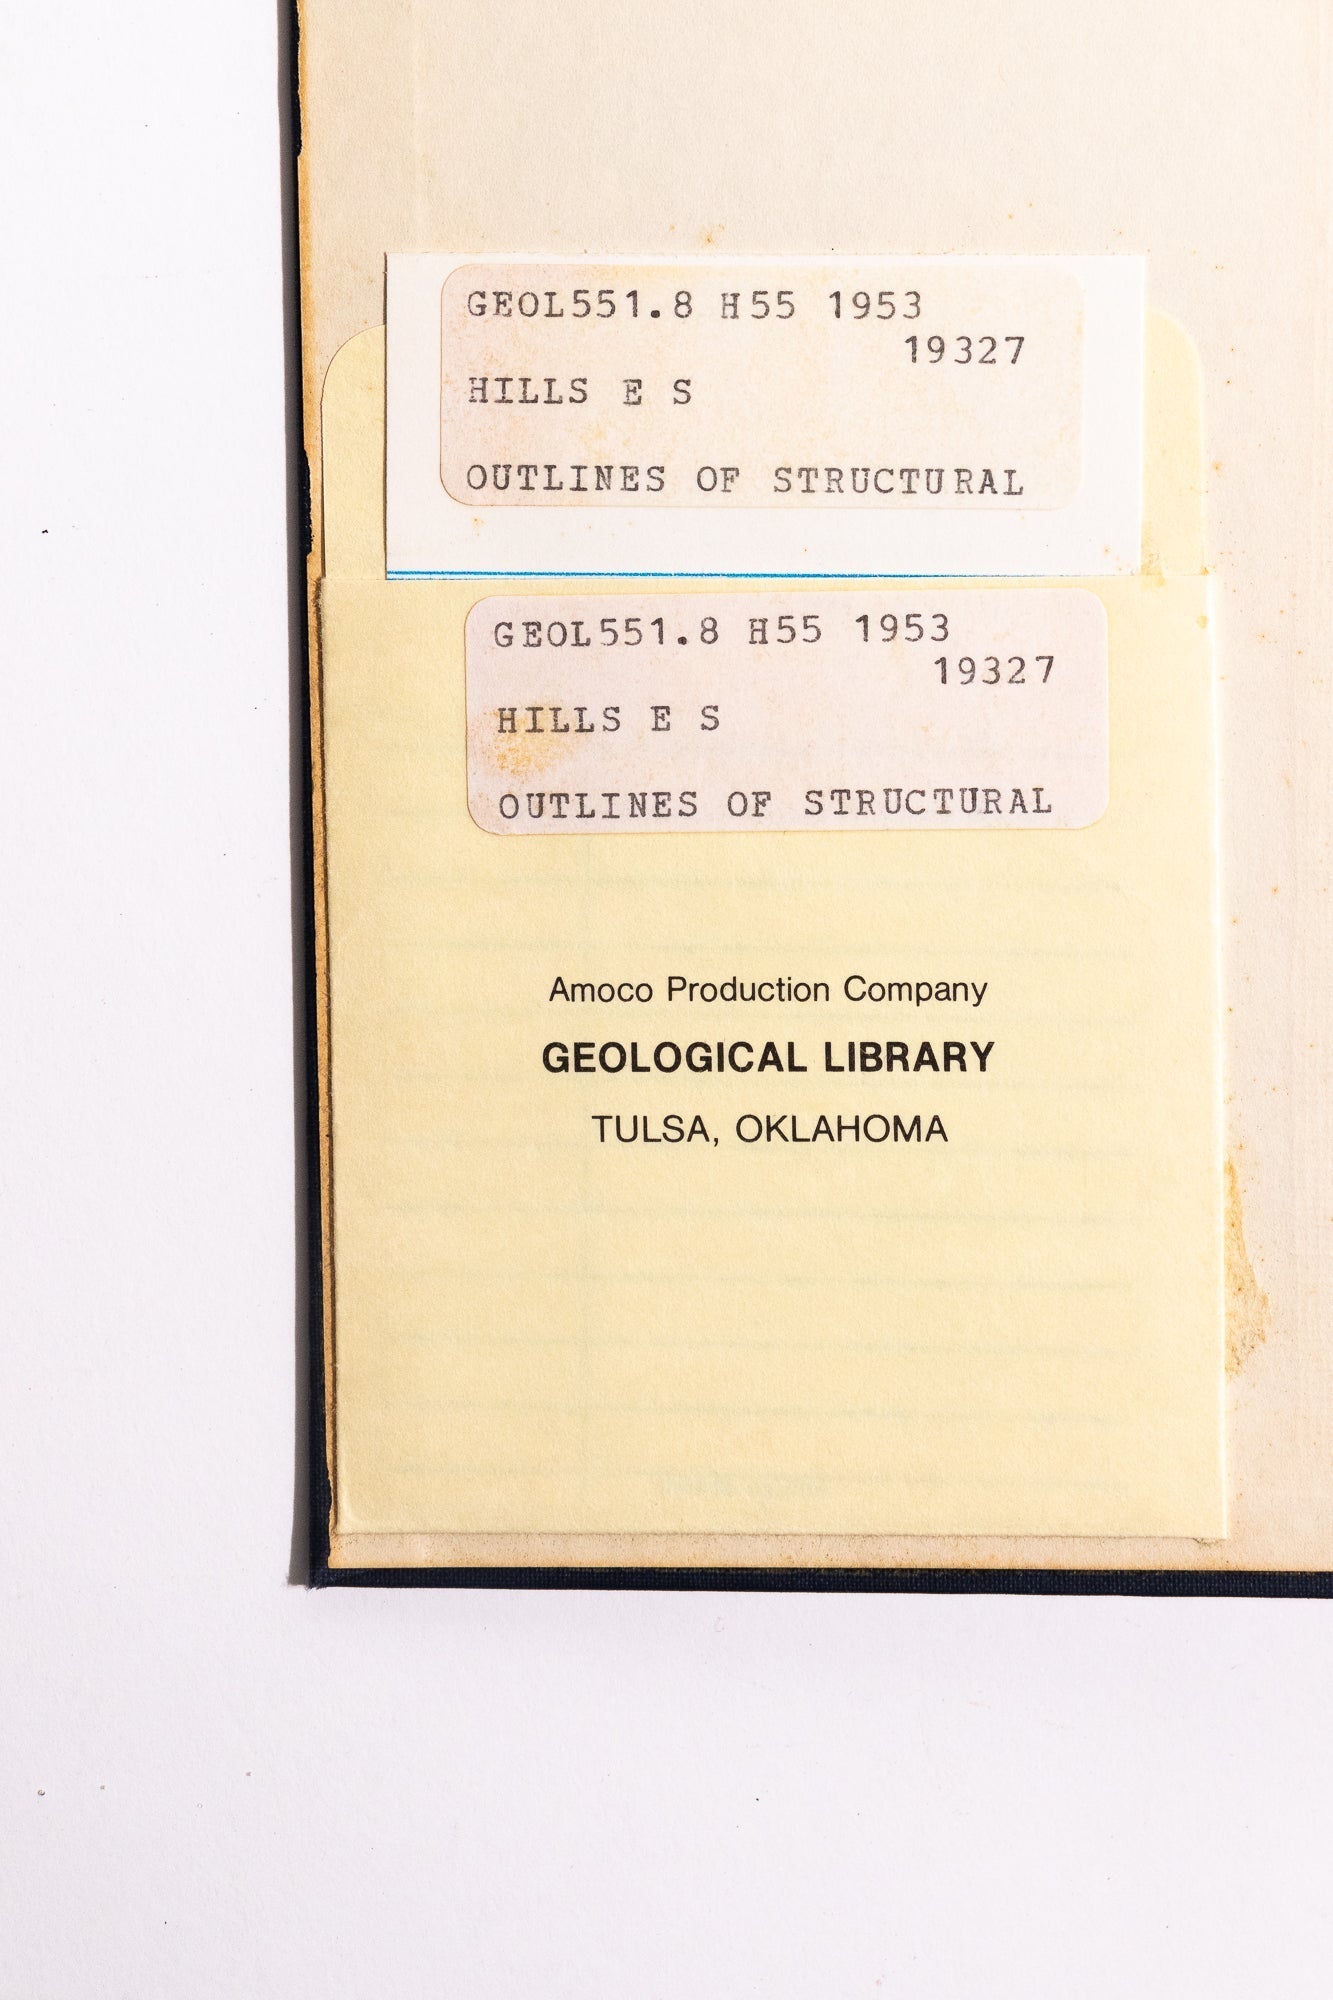 GEOL551.8 H55 1953
19327
HILLS E S
OUTLINES OF STRUCTURAL
GEOL551.8 H55 1953
19327
HILLS E S
OUTLINES OF STRUCTURAL
Amoco Production Company
GEOLOGICAL LIBRARY
TULSA, OKLAHOMA